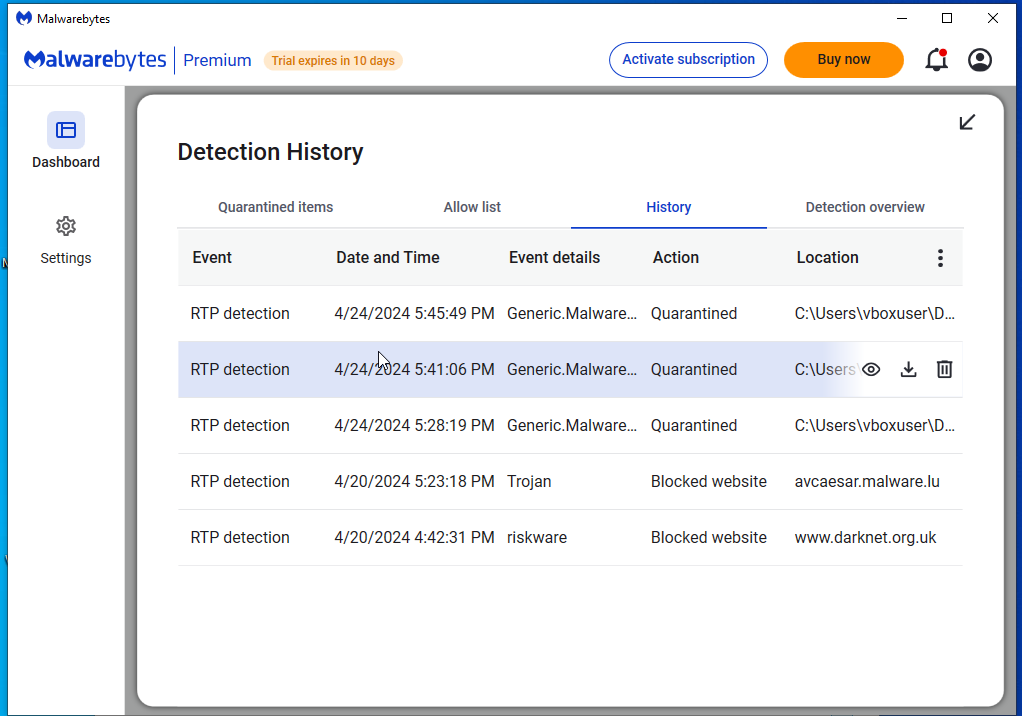 Malwarebytes
Malwarebytes Premium Trial expires in 10 days Activate subscription Buy now
Dashboard
Settings
Detection History
Quarantined items Allow list History Detection overview
Event Date and Time Event details Action Location
RTP detection 4/24/2024 5:45:49 PM Generic.Malware... Quarantined C:\Users\vboxuser\D...
RTP detection 4/24/2024 5:41:06 PM Generic.Malware... Quarantined C:\Users\
RTP detection 4/24/2024 5:28:19 PM Generic.Malware... Quarantined C:\Users\vboxuser\D...
RTP detection 4/20/2024 5:23:18 PM Trojan Blocked website avcaesar.malware.lu
RTP detection 4/20/2024 4:42:31 PM riskware Blocked website www.darknet.org.uk